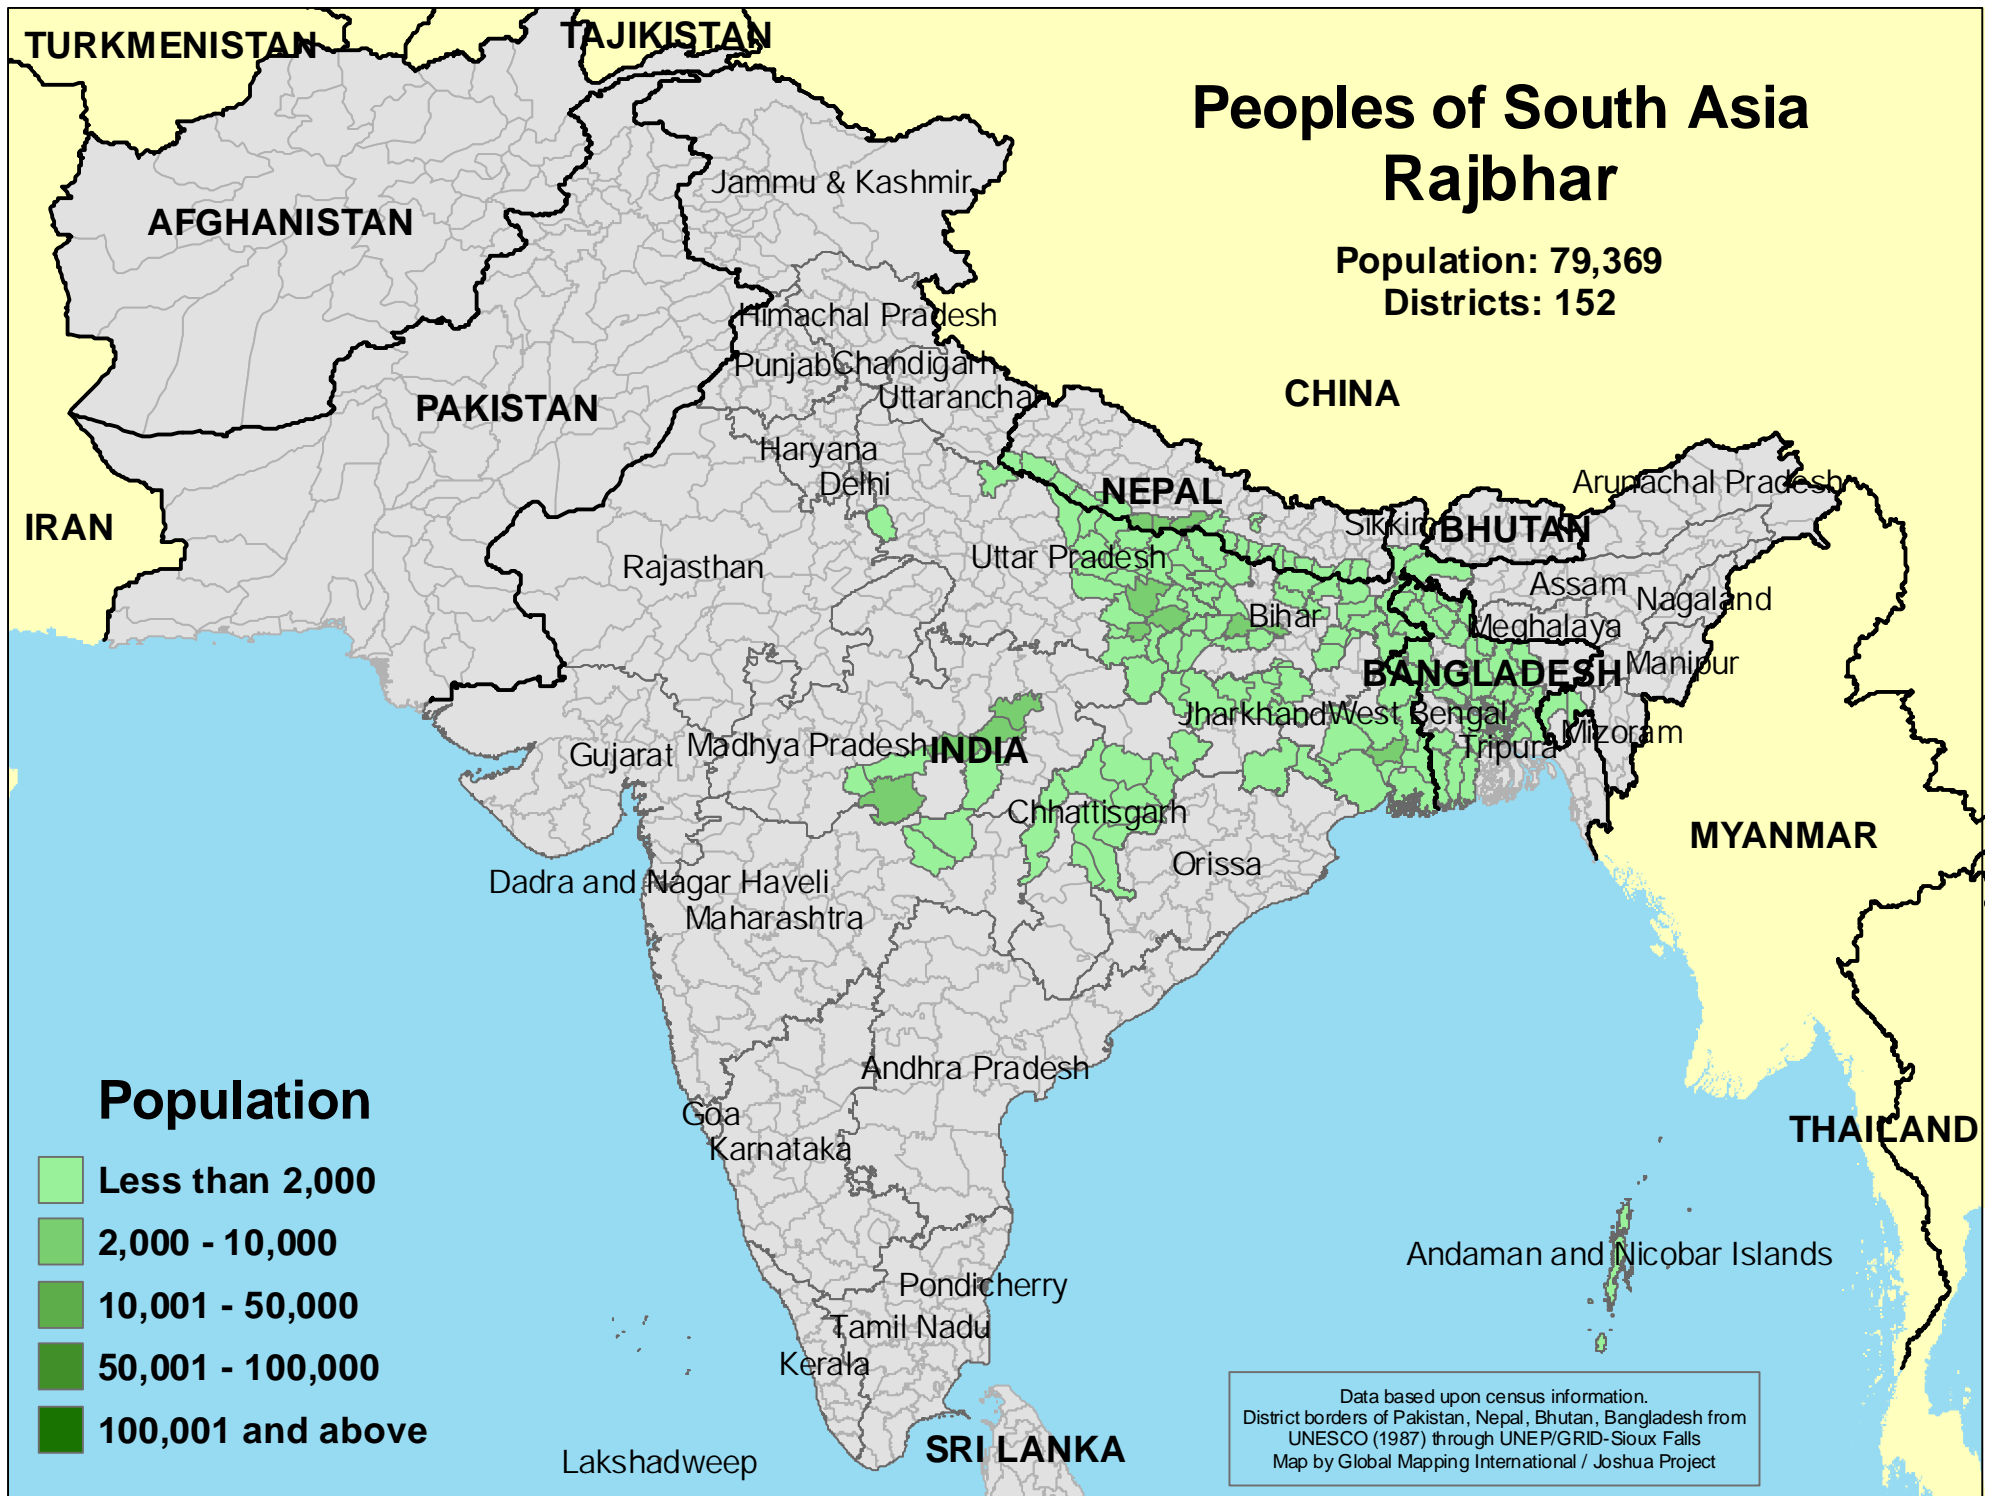 TURKMENISTAN
TAJIKISTAN
Peoples of South Asia
Rajbhar
Population: 79,369
Districts: 152
Jammu & Kashmir
AFGHANISTAN
Himachal Pradesh
Punjab
Chandigarh
Uttaranchal
CHINA
PAKISTAN
Haryana
Delhi
NEPAL
Arunachal Pradesh
IRAN
Sikkim
BHUTAN
Rajasthan
Uttar Pradesh
Assam
Nagaland
Bihar
Meghalaya
BANGLADESH
Manipur
Jharkhand
West Bengal
Mizoram
Gujarat
Madhya Pradesh
INDIA
Tripura
Chhattisgarh
MYANMAR
Orissa
Dadra and Nagar Haveli
Maharashtra
Andhra Pradesh
Goa
Karnataka
THAILAND
Andaman and Nicobar Islands
Pondicherry
Tamil Nadu
Kerala
SRI LANKA
Lakshadweep
Population
Less than 2,000
2,000 - 10,000
10,001 - 50,000
50,001 - 100,000
100,001 and above
Data based upon census information.
District borders of Pakistan, Nepal, Bhutan, Bangladesh from
UNESCO (1987) through UNEP/GRID-Sioux Falls
Map by Global Mapping International / Joshua Project